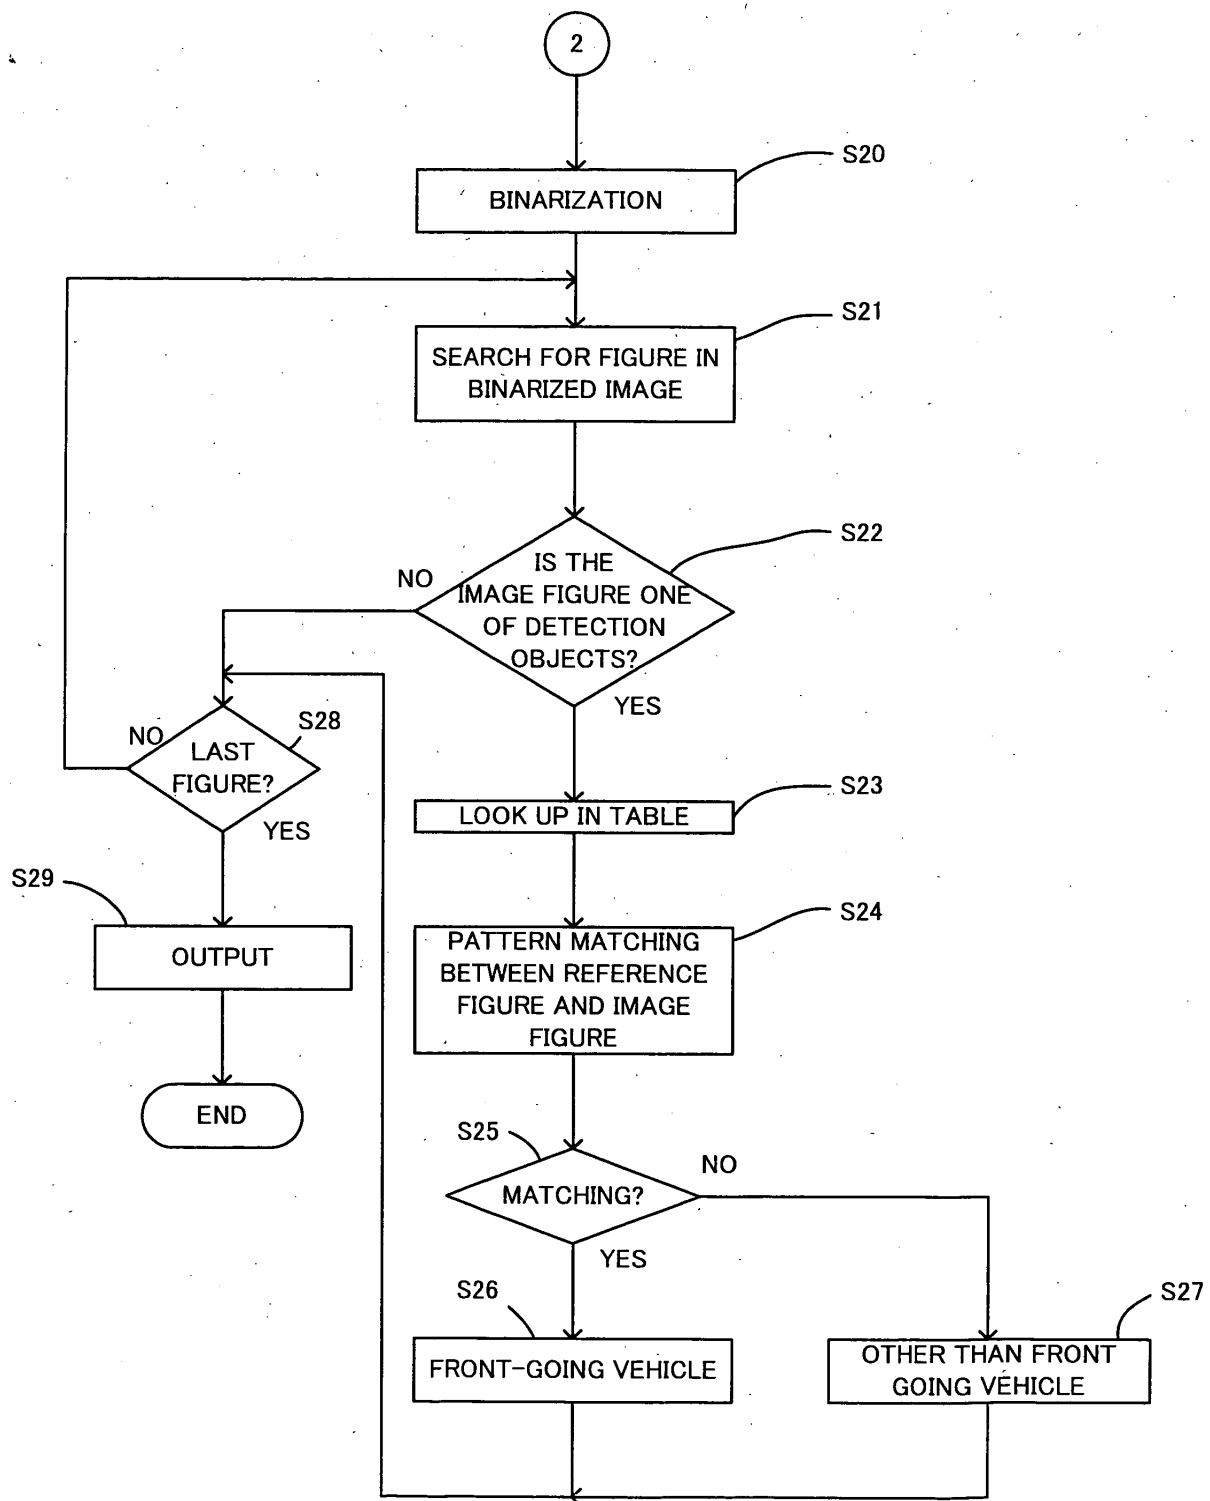 2
S20
BINARIZATION
S21
SEARCH FOR FIGURE IN
BINARIZED IMAGE
S22
IS THE
IMAGE FIGURE ONE
OF DETECTION
OBJECTS?
NO
YES
S28
NO
LAST
FIGURE?
YES
S23
LOOK UP IN TABLE
S29
OUTPUT
S24
PATTERN MATCHING
BETWEEN REFERENCE
FIGURE AND IMAGE
FIGURE
END
S25
MATCHING?
NO
YES
S26
FRONT-GOING VEHICLE
S27
OTHER THAN FRONT
GOING VEHICLE